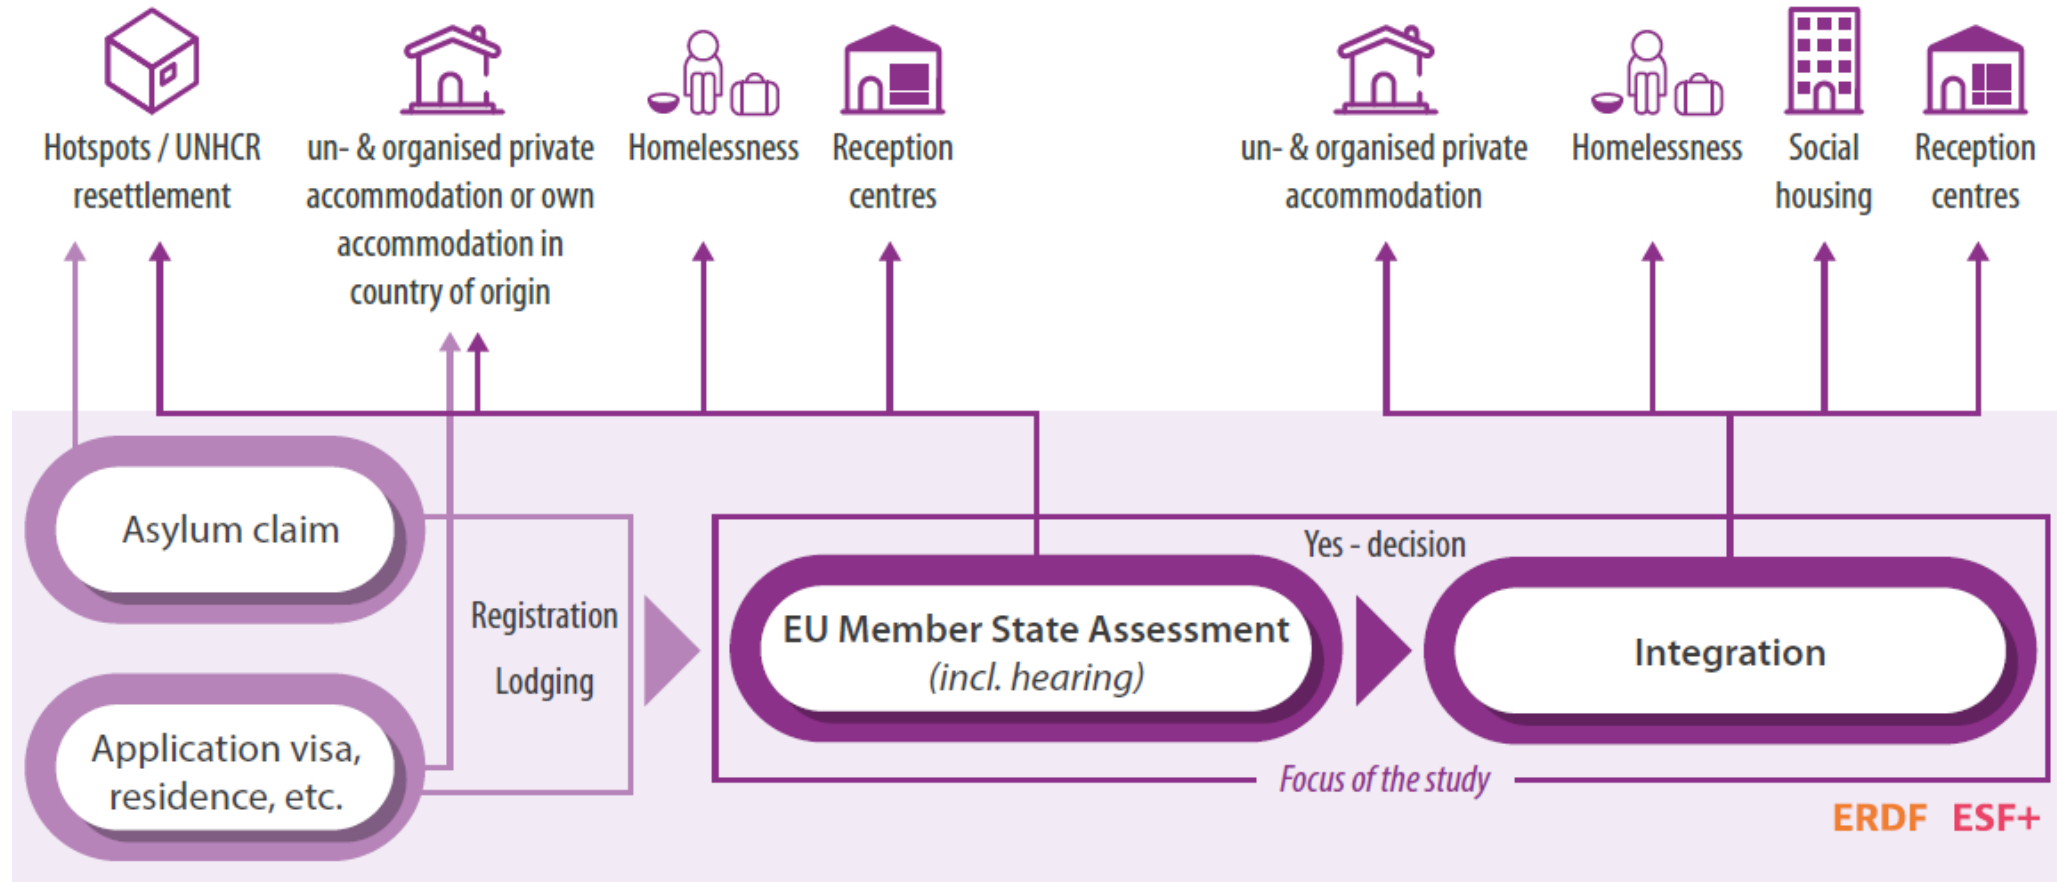 Hotspots / UNHCR
resettlement
un- & organised private
accommodation or own
accommodation in
country of origin
Homelessness
Reception
centres
un- & organised private
accommodation
Homelessness
Social
housing
Reception
centres
Asylum claim
Application visa,
residence, etc.
Registration
Lodging
EU Member State Assessment
(incl. hearing)
Yes - decision
Integration
Focus of the study
ERDF ESF+